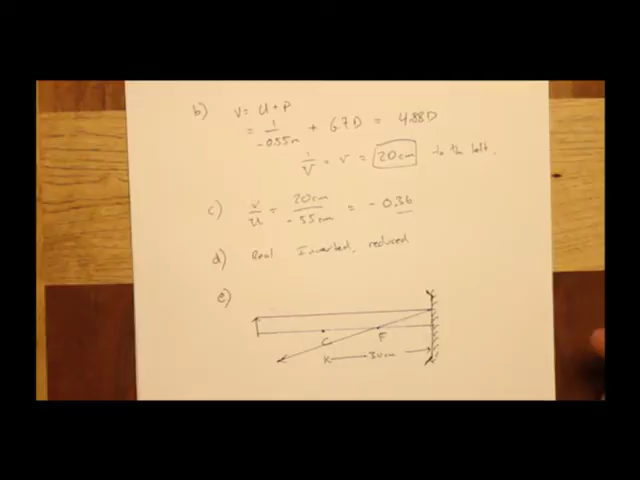 b) V = U + P
= 1/-0.55m + 6.7D = 4.88D
1/V = v = 20cm to the left.
c) v/u = 20cm/-55cm = -0.36
d) Real Inverted, reduced
e)
C F
30cm